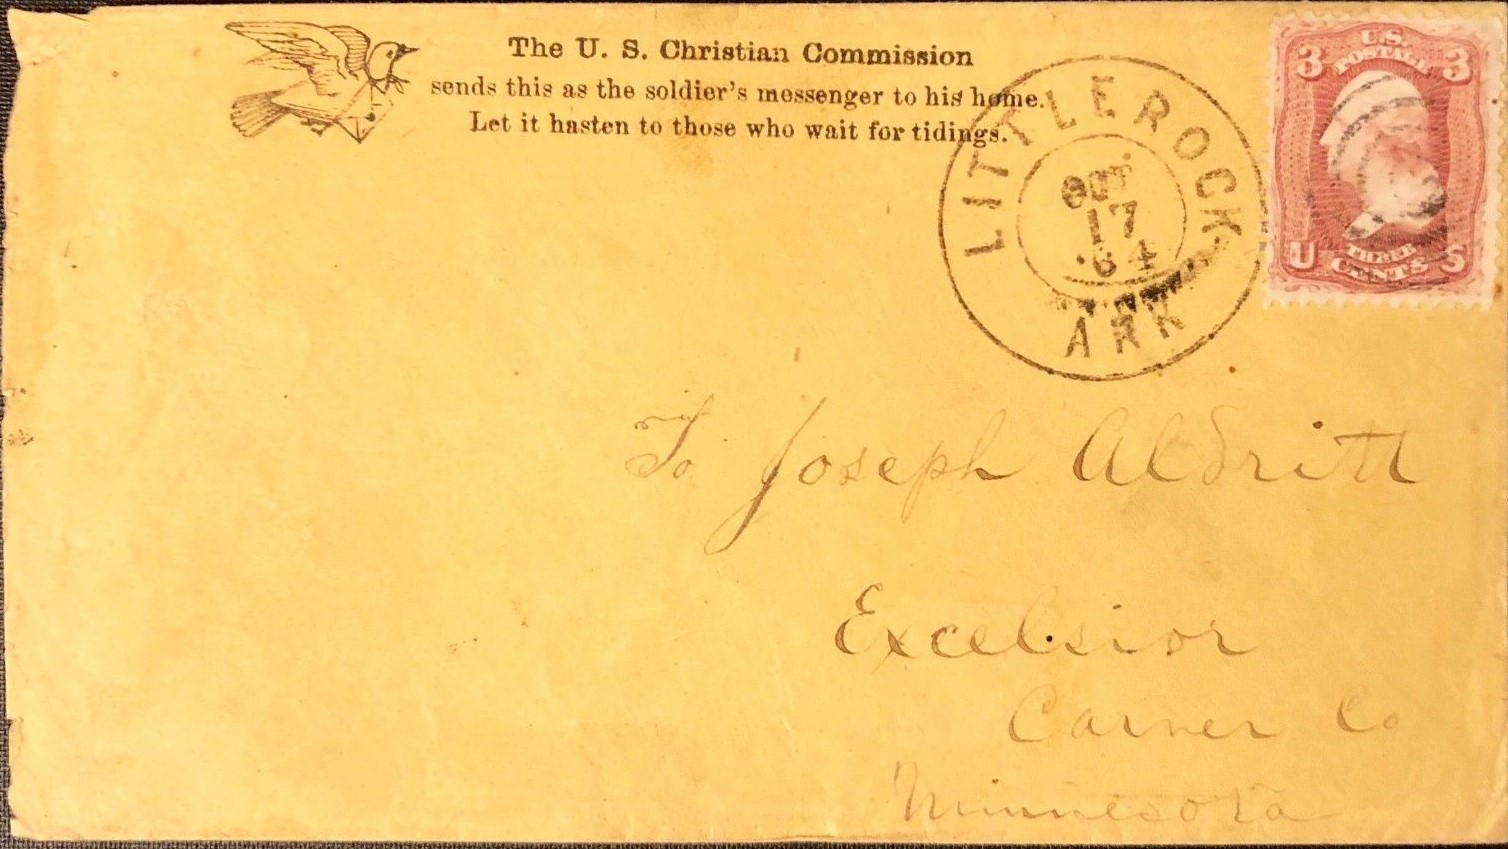 The U. S. Christian Commission
sends this as the soldier's messenger to his home.
Let it hasten to those who wait for tidings.
LITTLE ROCK
OCT
17
'64
ARK
U.S.
POSTAGE
3 3
THREE
CENTS
U S
To Joseph Aldritt
Excelsior
Carver Co
Minnesota